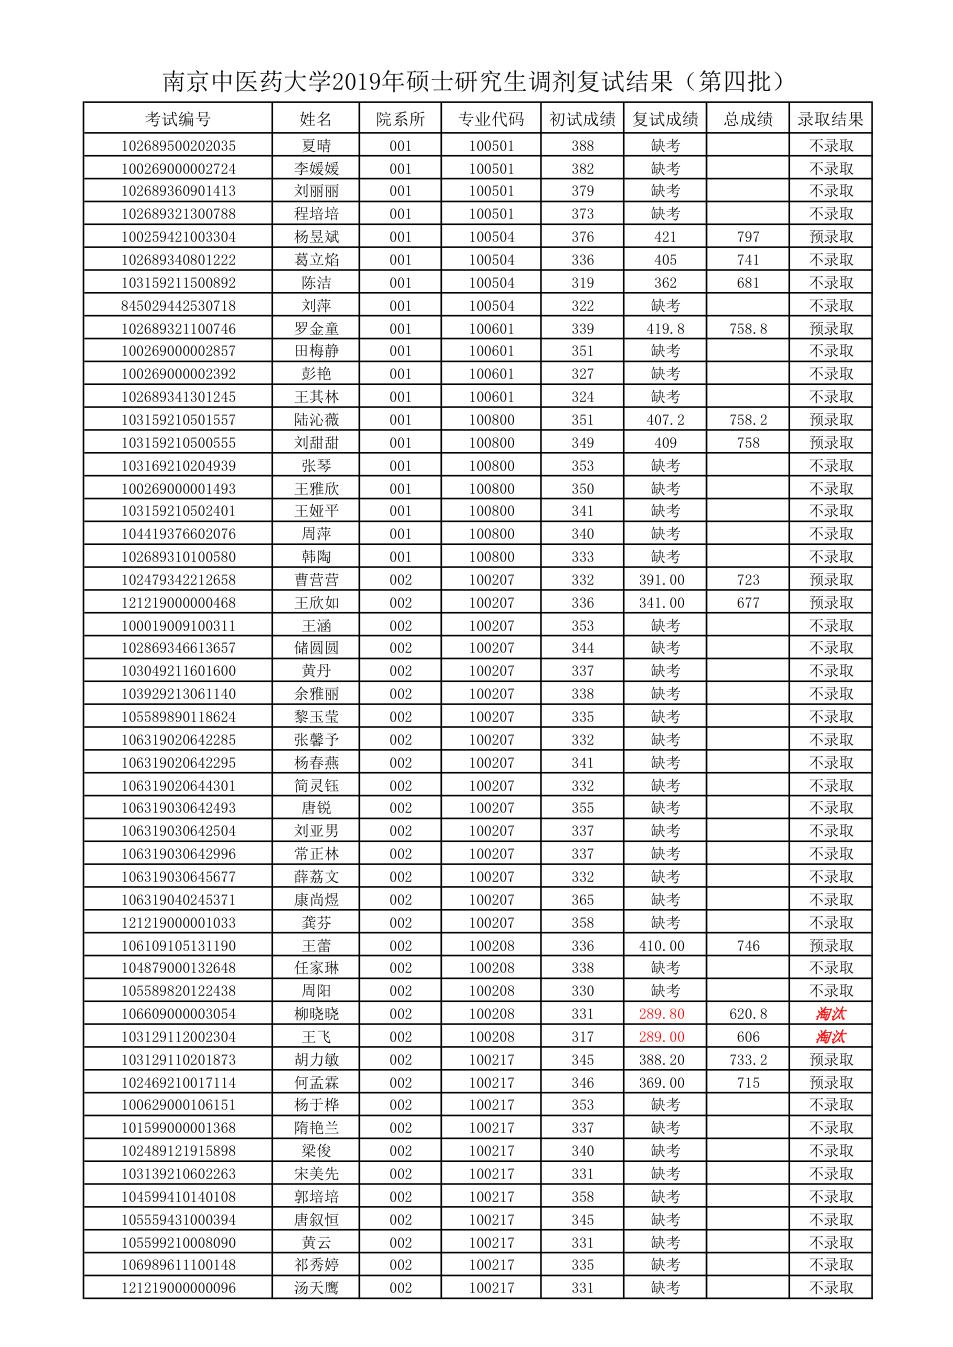 南京中医药大学2019年硕士研究生调剂复试结果（第四批）
考试编号 姓名 院系所 专业代码 初试成绩 复试成绩 总成绩 录取结果
102689500202035 夏晴 001 100501 388 缺考 不录取
100269000002724 李媛媛 001 100501 382 缺考 不录取
102689360901413 刘丽丽 001 100501 379 缺考 不录取
102689321300788 程培培 001 100501 373 缺考 不录取
100259421003304 杨昱斌 001 100504 376 421 797 预录取
102689340801222 葛立焰 001 100504 336 405 741 不录取
103159211500892 陈洁 001 100504 319 362 681 不录取
845029442530718 刘萍 001 100504 322 缺考 不录取
102689321100746 罗金童 001 100601 339 419.8 758.8 预录取
100269000002857 田梅静 001 100601 351 缺考 不录取
100269000002392 彭艳 001 100601 327 缺考 不录取
102689341301245 王其林 001 100601 324 缺考 不录取
103159210501557 陆沁薇 001 100800 351 407.2 758.2 预录取
103159210500555 刘甜甜 001 100800 349 409 758 预录取
103169210204939 张琴 001 100800 353 缺考 不录取
100269000001493 王雅欣 001 100800 350 缺考 不录取
103159210502401 王娅平 001 100800 341 缺考 不录取
104419376602076 周萍 001 100800 340 缺考 不录取
102689310100580 韩陶 001 100800 333 缺考 不录取
102479342212658 曹营营 002 100207 332 391.00 723 预录取
121219000000468 王欣如 002 100207 336 341.00 677 预录取
100019009100311 王涵 002 100207 353 缺考 不录取
102869346613657 储圆圆 002 100207 344 缺考 不录取
103049211601600 黄丹 002 100207 337 缺考 不录取
103929213061140 余雅丽 002 100207 338 缺考 不录取
105589890118624 黎玉莹 002 100207 335 缺考 不录取
106319020642285 张馨予 002 100207 332 缺考 不录取
106319020642295 杨春燕 002 100207 341 缺考 不录取
106319020644301 简灵钰 002 100207 332 缺考 不录取
106319030642493 唐锐 002 100207 355 缺考 不录取
106319030642504 刘亚男 002 100207 337 缺考 不录取
106319030642996 常正林 002 100207 337 缺考 不录取
106319030645677 薛荔文 002 100207 332 缺考 不录取
106319040245371 康尚煜 002 100207 365 缺考 不录取
121219000001033 龚芬 002 100207 358 缺考 不录取
106109105131190 王蕾 002 100208 336 410.00 746 预录取
104879000132648 任家琳 002 100208 338 缺考 不录取
105589820122438 周阳 002 100208 330 缺考 不录取
106609000003054 柳晓晓 002 100208 331 289.80 620.8 淘汰
103129112002304 王飞 002 100208 317 289.00 606 淘汰
103129110201873 胡力敏 002 100217 345 388.20 733.2 预录取
102469210017114 何孟霖 002 100217 346 369.00 715 预录取
100629000106151 杨于桦 002 100217 353 缺考 不录取
101599000001368 隋艳兰 002 100217 337 缺考 不录取
102489121915898 梁俊 002 100217 340 缺考 不录取
103139210602263 宋美先 002 100217 331 缺考 不录取
104599410140108 郭培培 002 100217 358 缺考 不录取
105559431000394 唐叙恒 002 100217 345 缺考 不录取
105599210008090 黄云 002 100217 331 缺考 不录取
106989611100148 祁秀婷 002 100217 335 缺考 不录取
121219000000096 汤天鹰 002 100217 331 缺考 不录取